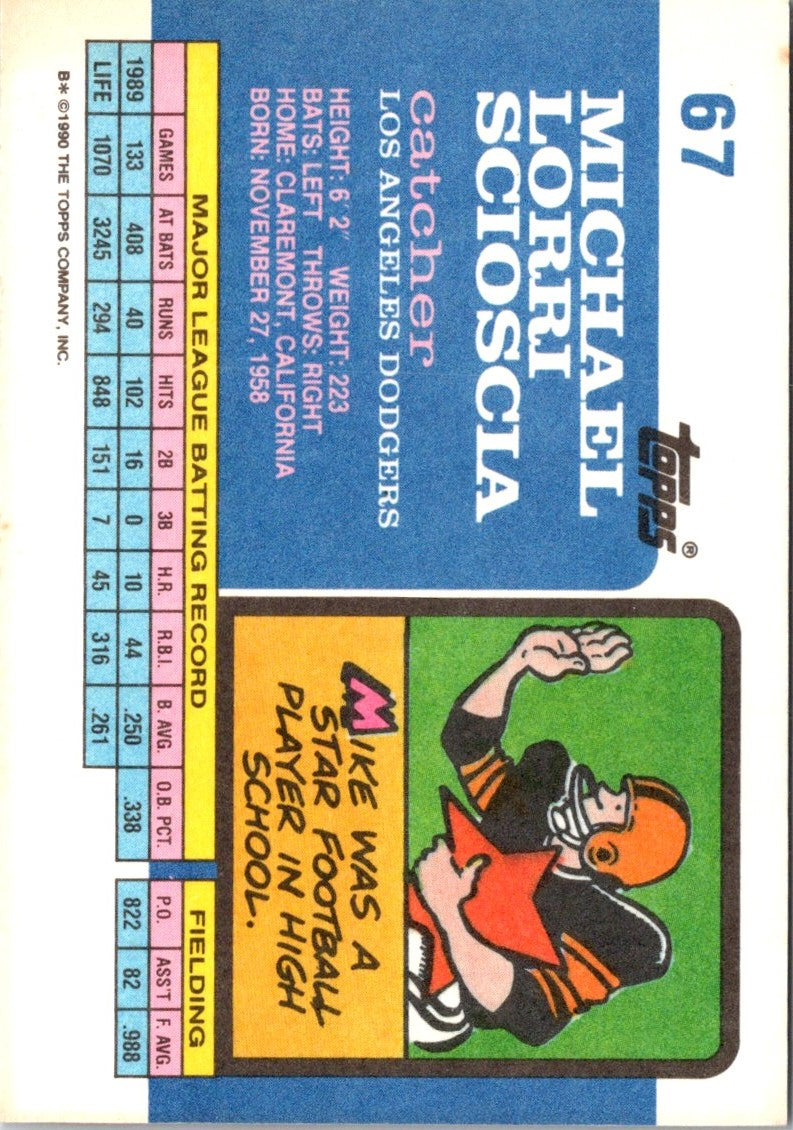 67
topps®
MICHAEL
LORRI
SCIOSCIA
catcher
LOS ANGELES DODGERS
HEIGHT: 6'2" WEIGHT: 223
BATS: LEFT THROWS: RIGHT
HOME: CLAREMONT, CALIFORNIA
BORN: NOVEMBER 27, 1958
MIKE WAS A
STAR FOOTBALL
PLAYER IN HIGH
SCHOOL.
MAJOR LEAGUE BATTING RECORD
GAMES AT BATS RUNS HITS 2B 3B H.R. R.B.I. B. AVG. O.B. PCT.
1989 133 408 40 102 16 0 10 44 .250 .338
LIFE 1070 3245 294 848 151 7 45 316 .261
FIELDING
P.O. ASS'T F. AVG.
822 82 .988
B* ©1990 THE TOPPS COMPANY, INC.